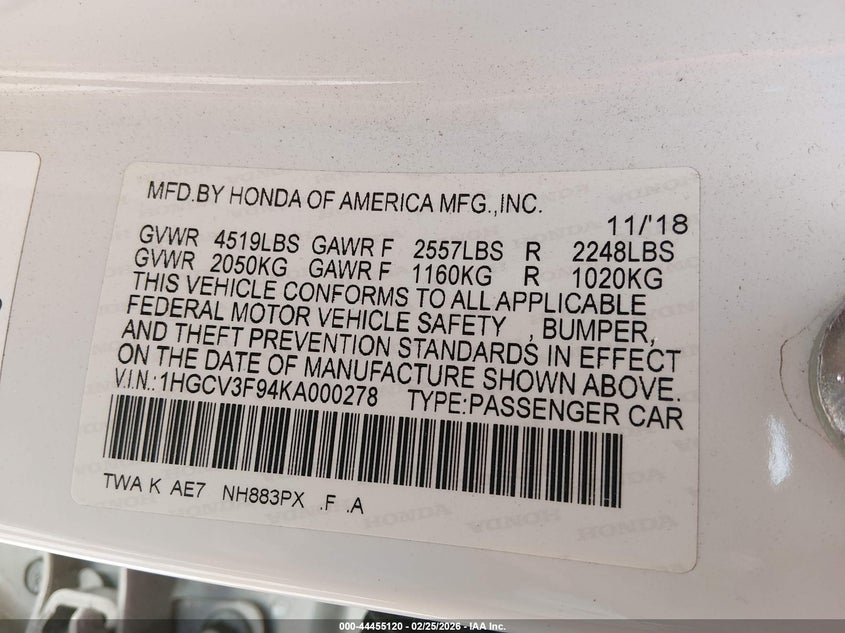 MFD.BY HONDA OF AMERICA MFG.,INC.
11/'18
GVWR 4519LBS GAWR F 2557LBS R 2248LBS
GVWR 2050KG GAWR F 1160KG R 1020KG
THIS VEHICLE CONFORMS TO ALL APPLICABLE
FEDERAL MOTOR VEHICLE SAFETY , BUMPER,
AND THEFT PREVENTION STANDARDS IN EFFECT
ON THE DATE OF MANUFACTURE SHOWN ABOVE.
V.I.N.:1HGCV3F94KA000278 TYPE:PASSENGER CAR
TWA K AE7 NH883PX .F .A
HONDA HONDA HONDA
000-44455120 - 02/25/2026 - IAA Inc.